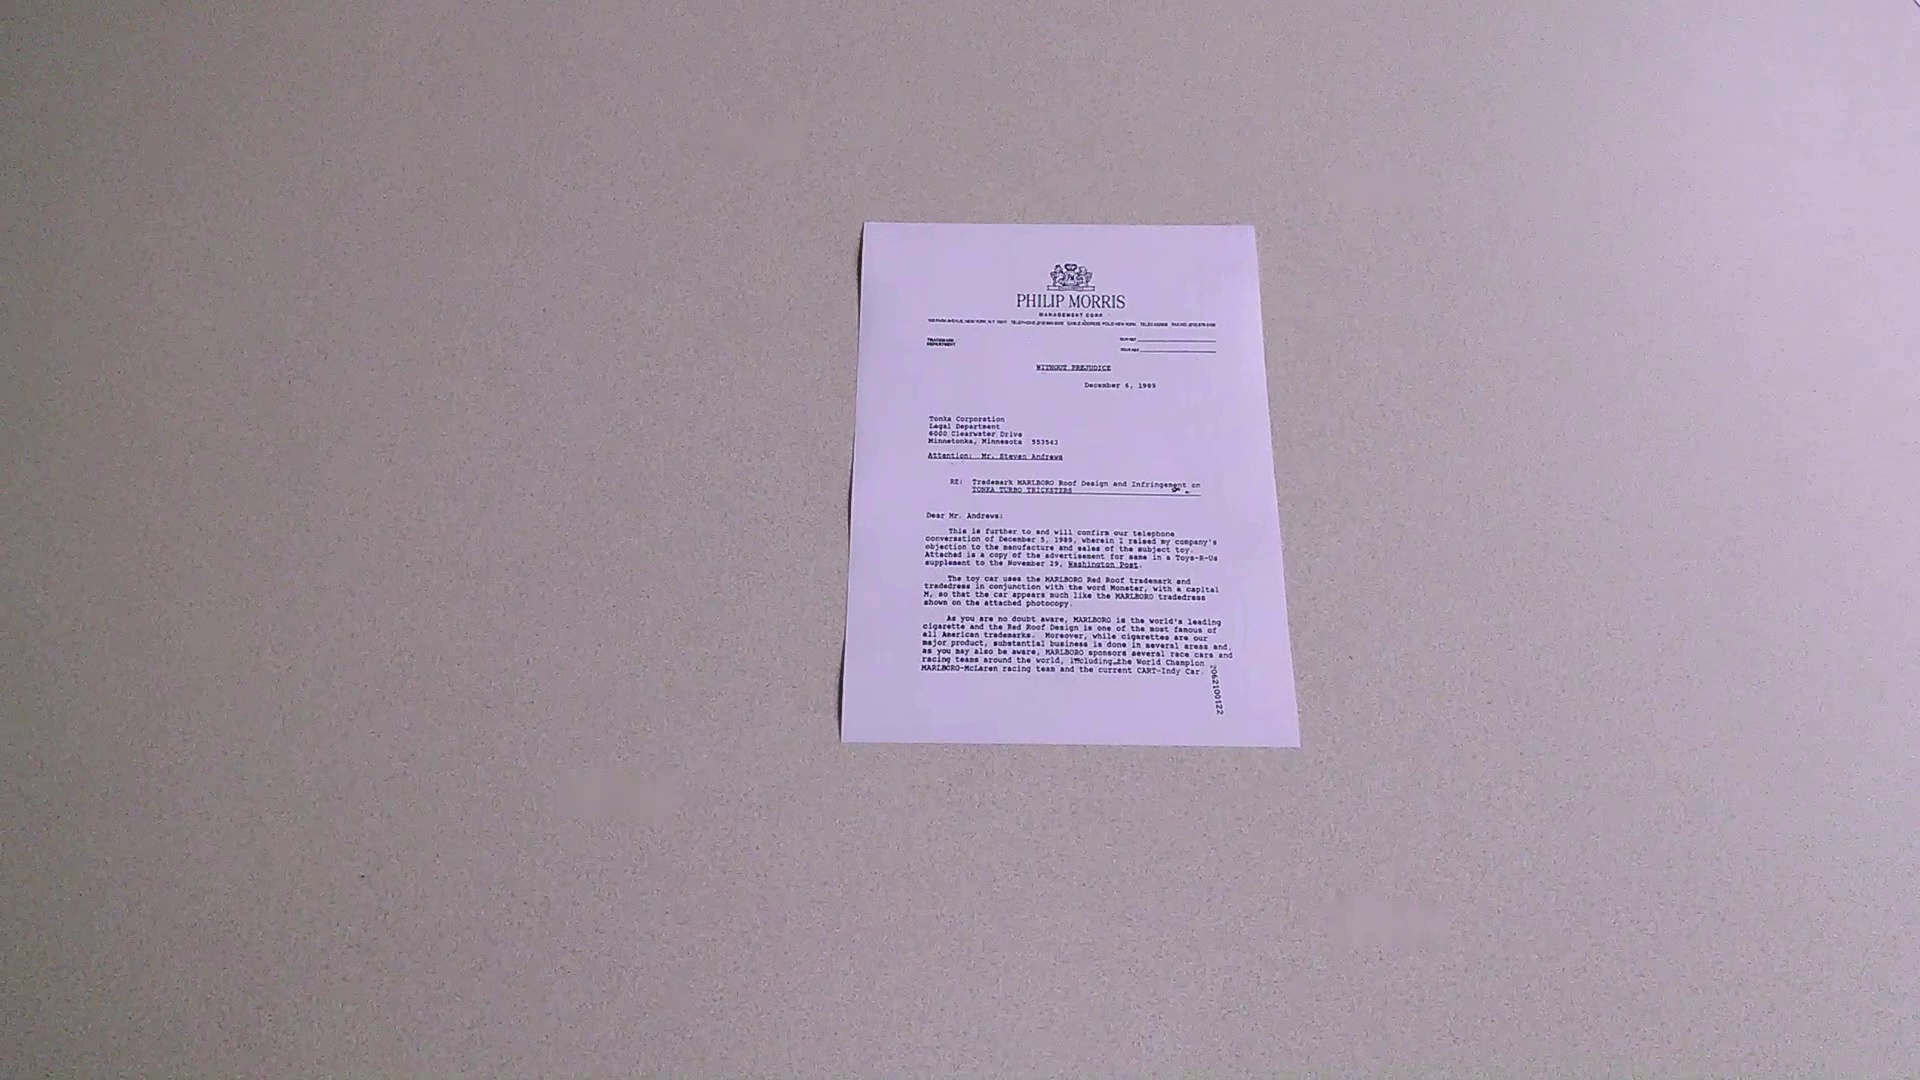 PHILIP MORRIS
MANAGEMENT CORP.
TRADEMARK
DEPARTMENT
OUR REF.
YOUR REF.
WITHOUT PREJUDICE
December 6, 1989
Tonka Corporation
Legal Department
6000 Clearwater Drive
Minnetonka, Minnesota 553543
Attention: Mr. Steven Andrews
RE: Trademark MARLBORO Roof Design and Infringement on
TONKA TURBO TRICKSTERS
Dear Mr. Andrews:
This is further to and will confirm our telephone
conversation of December 5, 1989, wherein I raised my company's
objection to the manufacture and sales of the subject toy.
Attached is a copy of the advertisement for same in a Toys-R-Us
supplement to the November 29, Washington Post.
The toy car uses the MARLBORO Red Roof trademark and
tradedress in conjunction with the word Monster, with a capital
M, so that the car appears much like the MARLBORO tradedress
shown on the attached photocopy.
As you are no doubt aware, MARLBORO is the world's leading
cigarette and the Red Roof Design is one of the most famous of
all American trademarks. Moreover, while cigarettes are our
major product, substantial business is done in several areas and,
as you may also be aware, MARLBORO sponsors several race cars and
racing teams around the world, including the World Champion
MARLBORO-McLaren racing team and the current CART-Indy Car.
2062100122